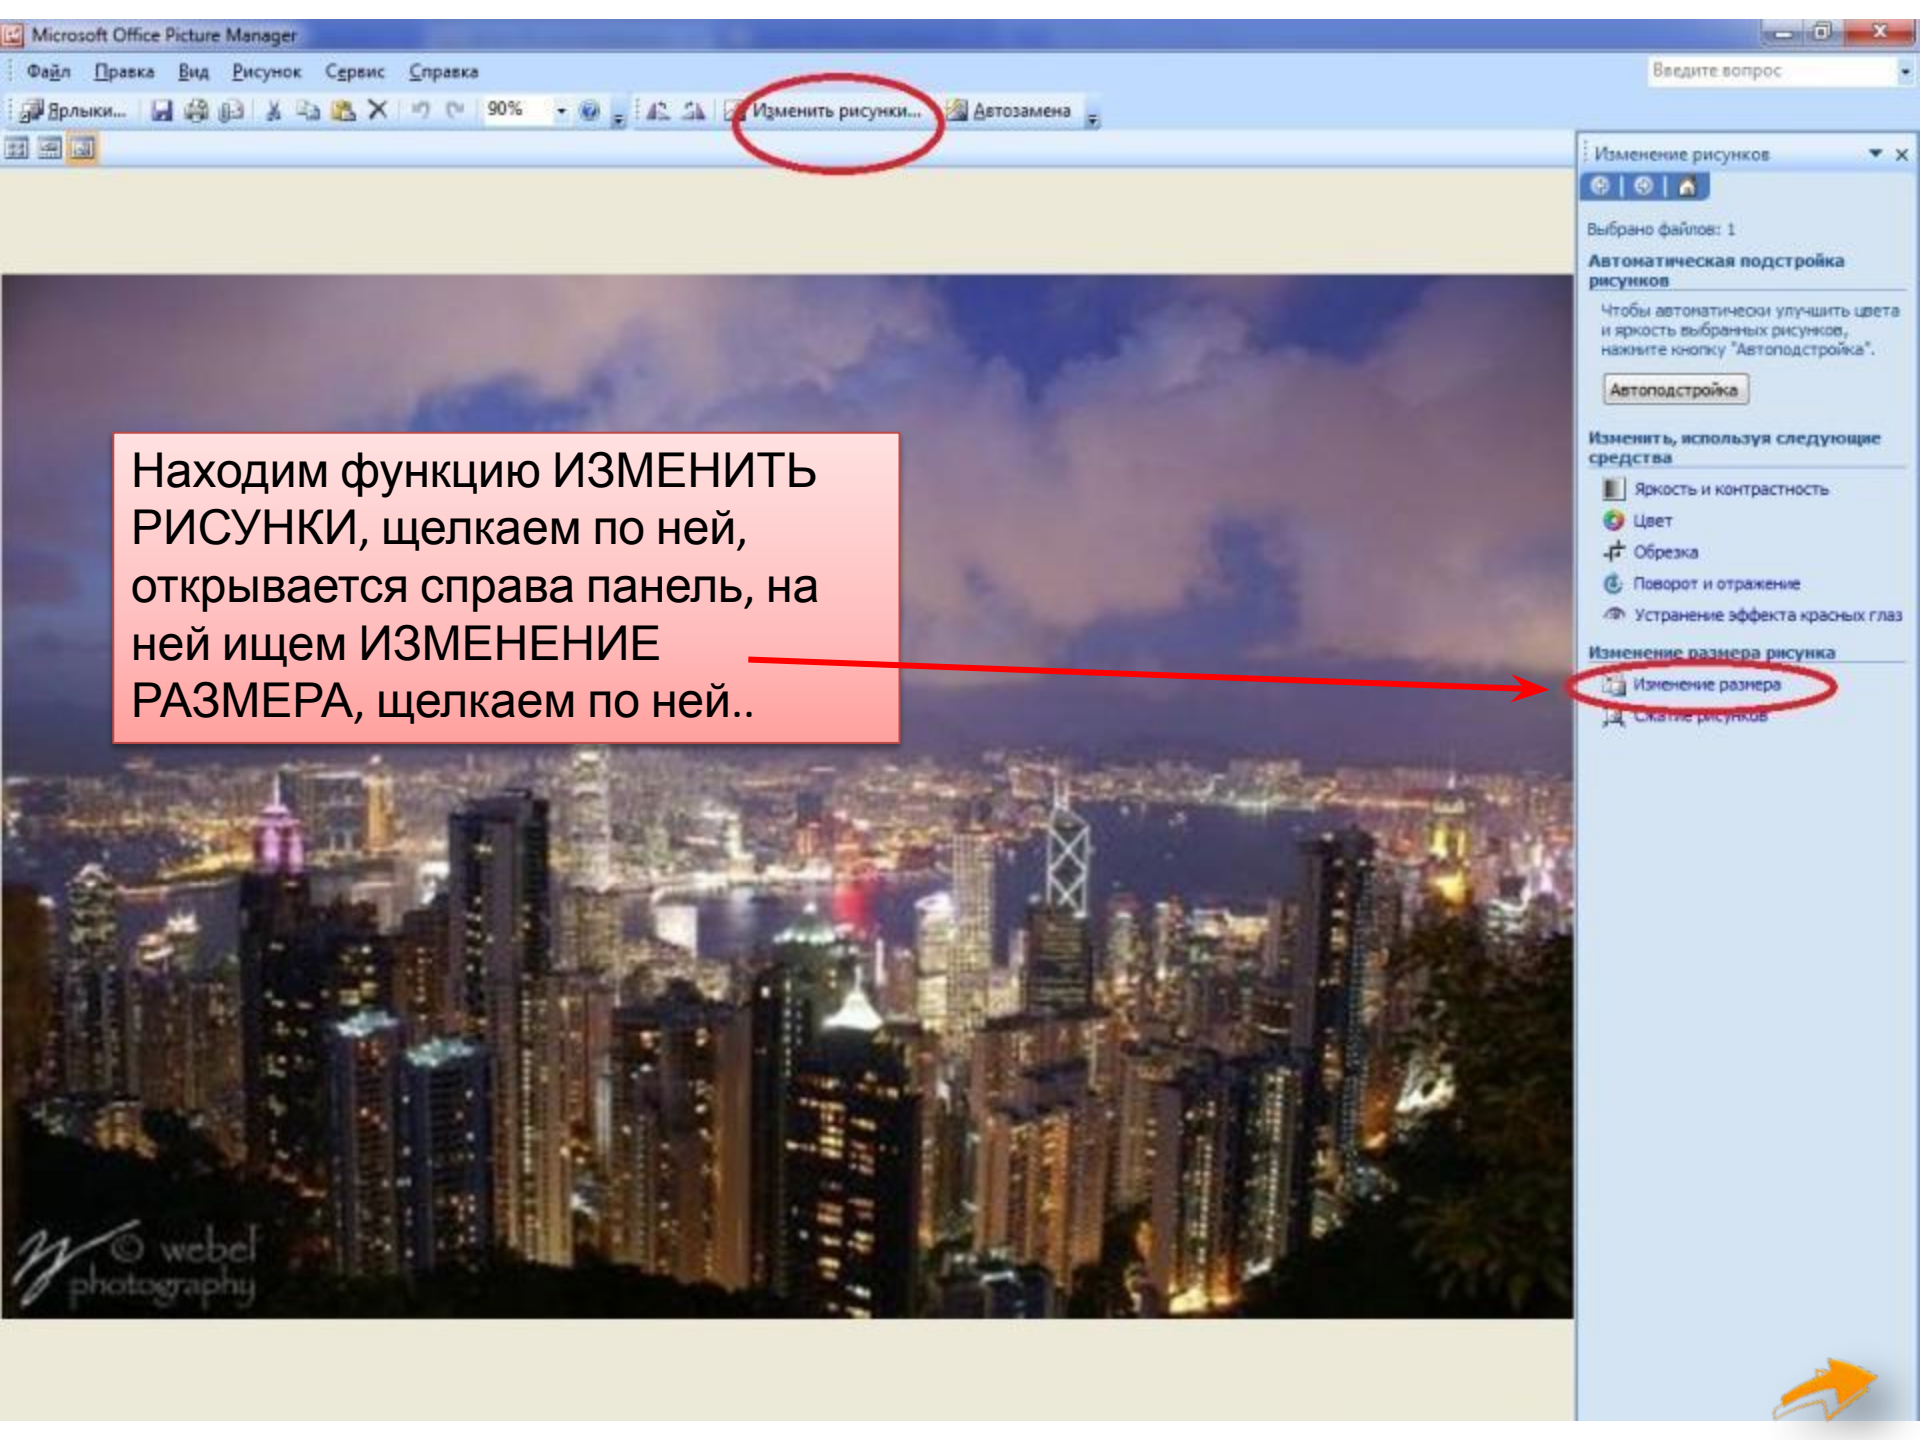 Microsoft Office Picture Manager
Файл Правка Вид Рисунок Сервис Справка
Введите вопрос
Ярлыки... 90% Изменить рисунки... Автозамена
Изменение рисунков
Выбрано файлов: 1
Автоматическая подстройка
рисунков
Чтобы автоматически улучшить цвета
и яркость выбранных рисунков,
нажмите кнопку "Автоподстройка".
Автоподстройка
Изменить, используя следующие
средства
Яркость и контрастность
Цвет
Обрезка
Поворот и отражение
Устранение эффекта красных глаз
Изменение размера рисунка
Изменение размера
Сжатие рисунков
Находим функцию ИЗМЕНИТЬ
РИСУНКИ, щелкаем по ней,
открывается справа панель, на
ней ищем ИЗМЕНЕНИЕ
РАЗМЕРА, щелкаем по ней..
© webel
photography